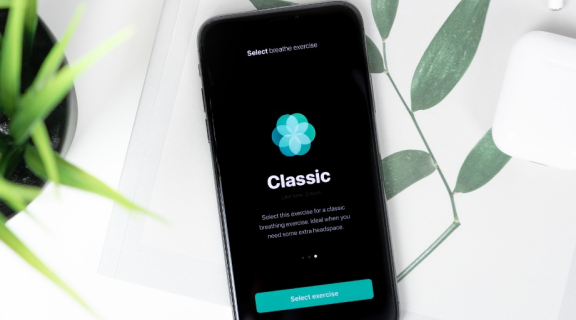 Select breathe exercise
Classic
Select this exercise for a classic
breathing exercise, ideal when you
need some extra headspace.
Select exercise